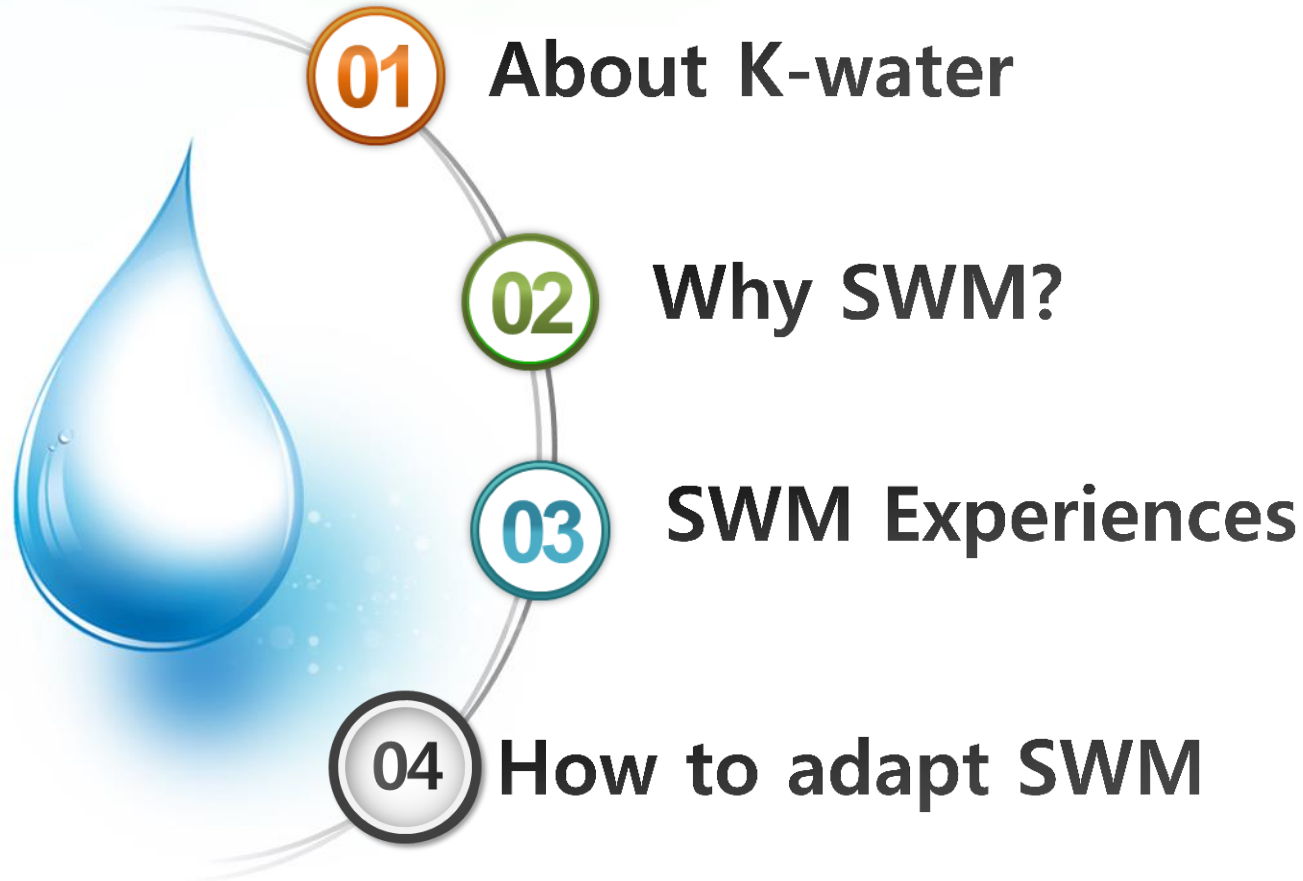 01 About K-water
02 Why SWM?
03 SWM Experiences
04 How to adapt SWM